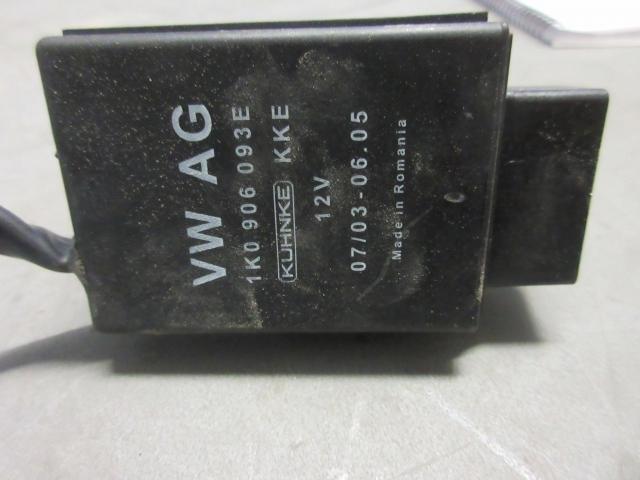 VW AG
1K0 906 093E
KUHNKE KKE
12V
07/03-06.05
Made in Romania